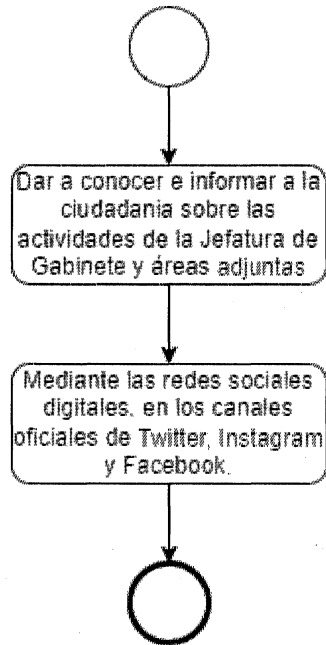 Dar a conocer e informar a la
ciudadanía sobre las
actividades de la Jefatura de
Gabinete y áreas adjuntas
Mediante las redes sociales
digitales, en los canales
oficiales de Twitter, Instagram
y Facebook.